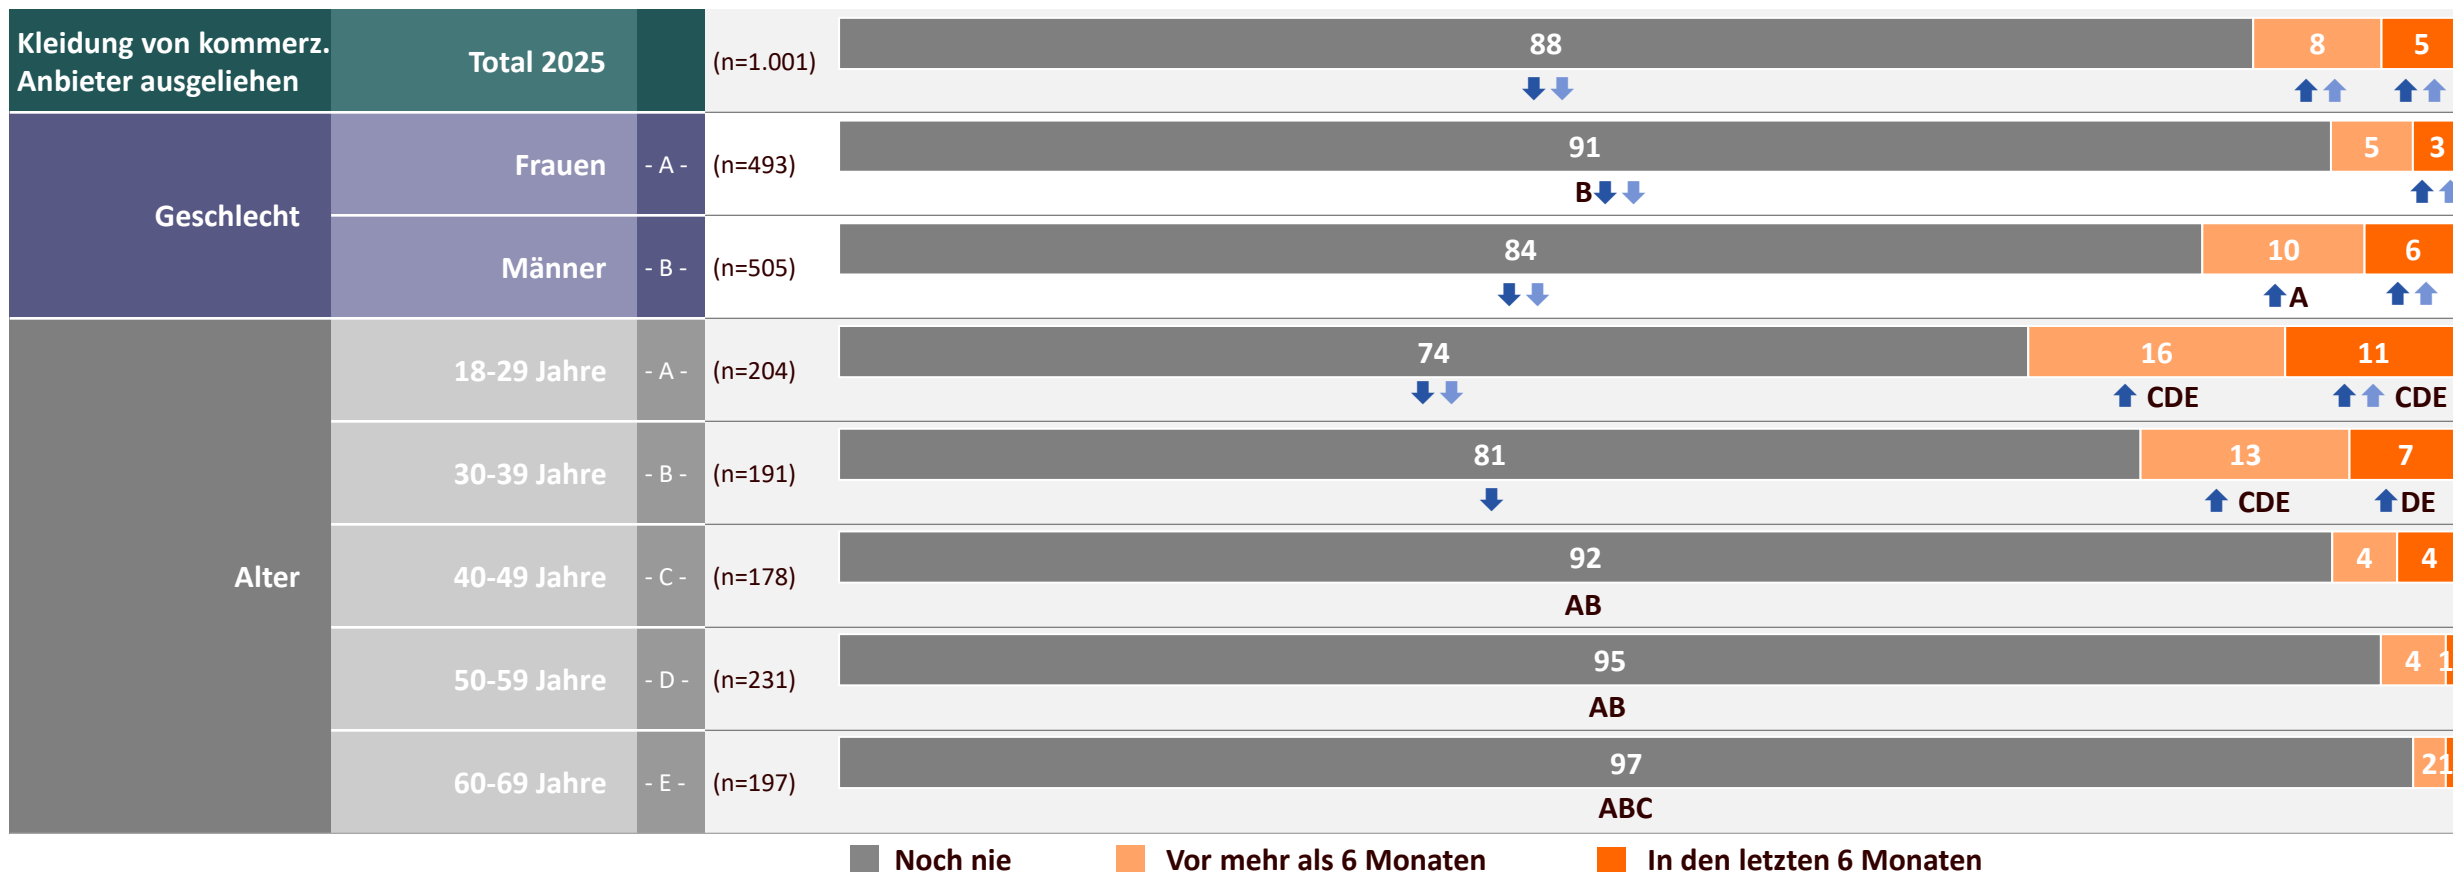 Kleidung von kommerz.
Anbieter ausgeliehen
Total 2025
(n=1.001)
88
8
5
Geschlecht
Frauen
- A -
(n=493)
91
5
3
B
Männer
- B -
(n=505)
84
10
6
A
Alter
18-29 Jahre
- A -
(n=204)
74
16
11
CDE
CDE
30-39 Jahre
- B -
(n=191)
81
13
7
CDE
DE
40-49 Jahre
- C -
(n=178)
92
4
4
AB
50-59 Jahre
- D -
(n=231)
95
4
1
AB
60-69 Jahre
- E -
(n=197)
97
2
1
ABC
Noch nie
Vor mehr als 6 Monaten
In den letzten 6 Monaten